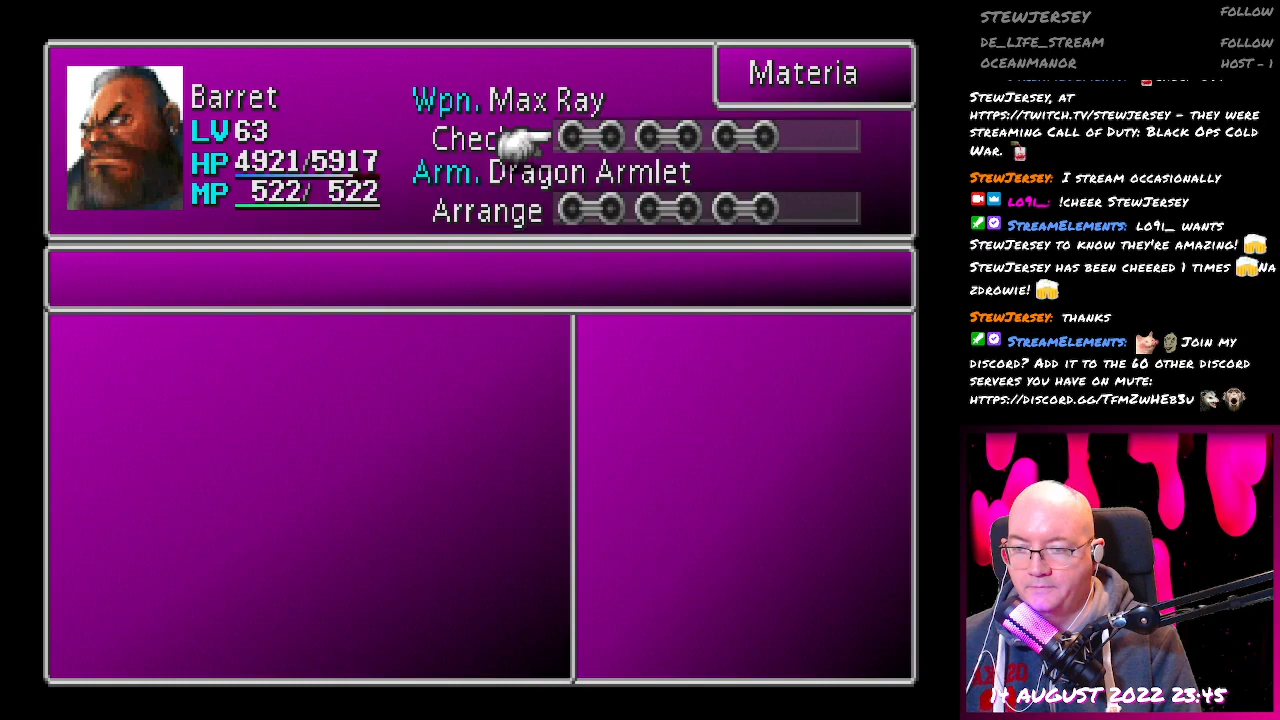 Materia
Barret
LV 63
HP 4921/5917
MP 522/ 522
Wpn. Max Ray
Chec
Arm. Dragon Armlet
Arrange
STEWJERSEY FOLLOW
DE_LIFE_STREAM FOLLOW
OCEANMANOR HOST - 1
STEWJERSEY, AT
HTTPS://TWITCH.TV/STEWJERSEY - THEY WERE
STREAMING CALL OF DUTY: BLACK OPS COLD
WAR.
STEWJERSEY: I STREAM OCCASIONALLY
LO9I_: !CHEER STEWJERSEY
STREAMELEMENTS: LO9I_ WANTS
STEWJERSEY TO KNOW THEY'RE AMAZING!
STEWJERSEY HAS BEEN CHEERED 1 TIMES NA
ZDROWIE!
STEWJERSEY: THANKS
STREAMELEMENTS: JOIN MY
DISCORD? ADD IT TO THE 60 OTHER DISCORD
SERVERS YOU HAVE ON MUTE:
HTTPS://DISCORD.GG/TFMZWHEB3U
14 AUGUST 2022 23:45